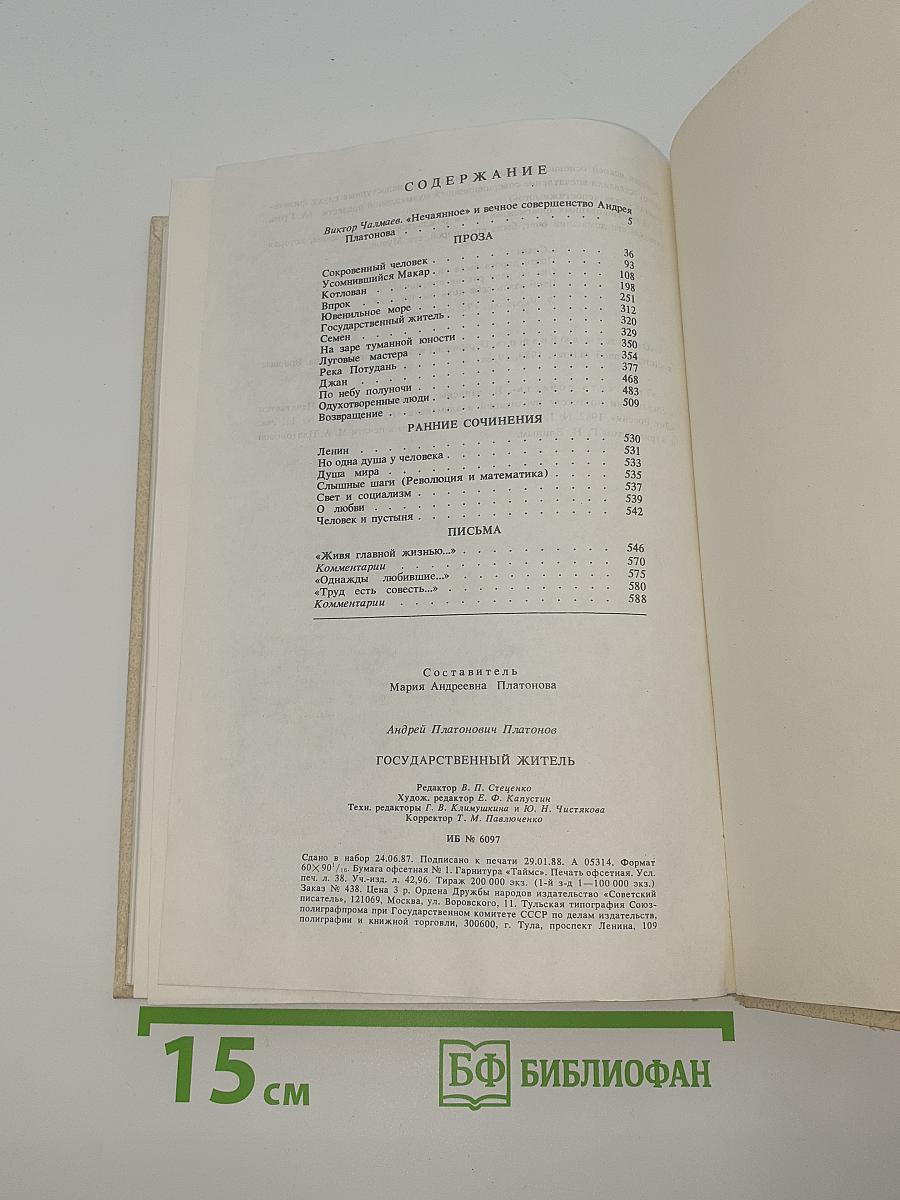 СОДЕРЖАНИЕ
Виктор Чалмаев. «Нечаянное» и вечное совершенство Андрея
Платонова . . . . . . . . . . . . . . . 5
ПРОЗА
Сокровенный человек . . . . . . . . . . . . 36
Усомнившийся Макар . . . . . . . . . . . . 93
Котлован . . . . . . . . . . . . . . . 108
Впрок . . . . . . . . . . . . . . . . 198
Ювенильное море . . . . . . . . . . . . . 251
Государственный житель . . . . . . . . . . . 312
Семен . . . . . . . . . . . . . . . . 320
На заре туманной юности . . . . . . . . . . 329
Луговые мастера . . . . . . . . . . . . . 350
Река Потудань . . . . . . . . . . . . . . 354
Джан . . . . . . . . . . . . . . . . 377
По небу полуночи . . . . . . . . . . . . . 468
Одухотворенные люди . . . . . . . . . . . . 483
Возвращение . . . . . . . . . . . . . . 509
РАННИЕ СОЧИНЕНИЯ
Ленин . . . . . . . . . . . . . . . . 530
Но одна душа у человека . . . . . . . . . . 531
Душа мира . . . . . . . . . . . . . . . 533
Слышные шаги (Революция и математика) . . . . 535
Свет и социализм . . . . . . . . . . . . . 537
О любви . . . . . . . . . . . . . . . . 539
Человек и пустыня . . . . . . . . . . . . . 542
ПИСЬМА
«Живя главной жизнью...» . . . . . . . . . . 546
Комментарии . . . . . . . . . . . . . . 570
«Однажды любившие...» . . . . . . . . . . . 575
«Труд есть совесть...» . . . . . . . . . . . 580
Комментарии . . . . . . . . . . . . . . 588
Составитель
Мария Андреевна Платонова
Андрей Платонович Платонов
ГОСУДАРСТВЕННЫЙ ЖИТЕЛЬ
Редактор В. П. Стеценко
Худож. редактор Е. Ф. Капустин
Техн. редакторы Г. В. Климушкина и Ю. Н. Чистякова
Корректор Т. М. Павлюченко
ИБ № 6097
Сдано в набор 24.06.87. Подписано к печати 29.01.88. А 05314. Формат
60×90¹/₁₆. Бумага офсетная № 1. Гарнитура «Таймс». Печать офсетная. Усл.
печ. л. 38. Уч.-изд. л. 42,96. Тираж 200 000 экз. (1-й з-д 1—100 000 экз.)
Заказ № 438. Цена 3 р. Ордена Дружбы народов издательство «Советский
писатель», 121069, Москва, ул. Воровского, 11. Тульская типография Союз-
полиграфпрома при Государственном комитете СССР по делам издательств,
полиграфии и книжной торговли, 300600, г. Тула, проспект Ленина, 109
15 см
БФ БИБЛИОФАН